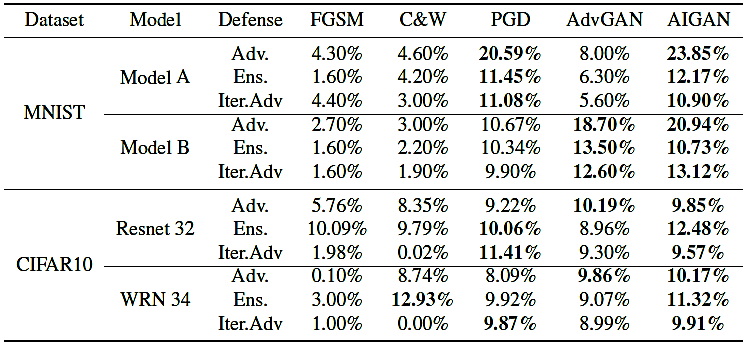 Dataset Model Defense FGSM C&W PGD AdvGAN AIGAN
Adv. 4.30% 4.60% 20.59% 8.00% 23.85%
Model A Ens. 1.60% 4.20% 11.45% 6.30% 12.17%
Iter.Adv 4.40% 3.00% 11.08% 5.60% 10.90%
MNIST
Adv. 2.70% 3.00% 10.67% 18.70% 20.94%
Model B Ens. 1.60% 2.20% 10.34% 13.50% 10.73%
Iter.Adv 1.60% 1.90% 9.90% 12.60% 13.12%
Adv. 5.76% 8.35% 9.22% 10.19% 9.85%
Resnet 32 Ens. 10.09% 9.79% 10.06% 8.96% 12.48%
Iter.Adv 1.98% 0.02% 11.41% 9.30% 9.57%
CIFAR10
Adv. 0.10% 8.74% 8.09% 9.86% 10.17%
WRN 34 Ens. 3.00% 12.93% 9.92% 9.07% 11.32%
Iter.Adv 1.00% 0.00% 9.87% 8.99% 9.91%